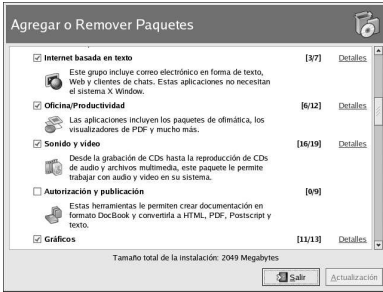 Agregar o Remover Paquetes
Internet basada en texto [3/7] Detalles
Este grupo incluye correo electrónico en forma de texto,
Web y clientes de chats. Estas aplicaciones no necesitan
el sistema X Window.
Oficina/Productividad [6/12] Detalles
Las aplicaciones incluyen los paquetes de ofimática, los
visualizadores de PDF y mucho más.
Sonido y video [16/19] Detalles
Desde la grabación de CDs hasta la reproducción de CDs
de audio y archivos multimedia, este paquete le permite
trabajar con audio y video en su sistema.
Autorización y publicación [0/9]
Estas herramientas le permiten crear documentación en
formato DocBook y convertirla a HTML, PDF, Postscript y
texto.
Gráficos [11/13] Detalles
Tamaño total de la instalación: 2049 Megabytes
Salir Actualización